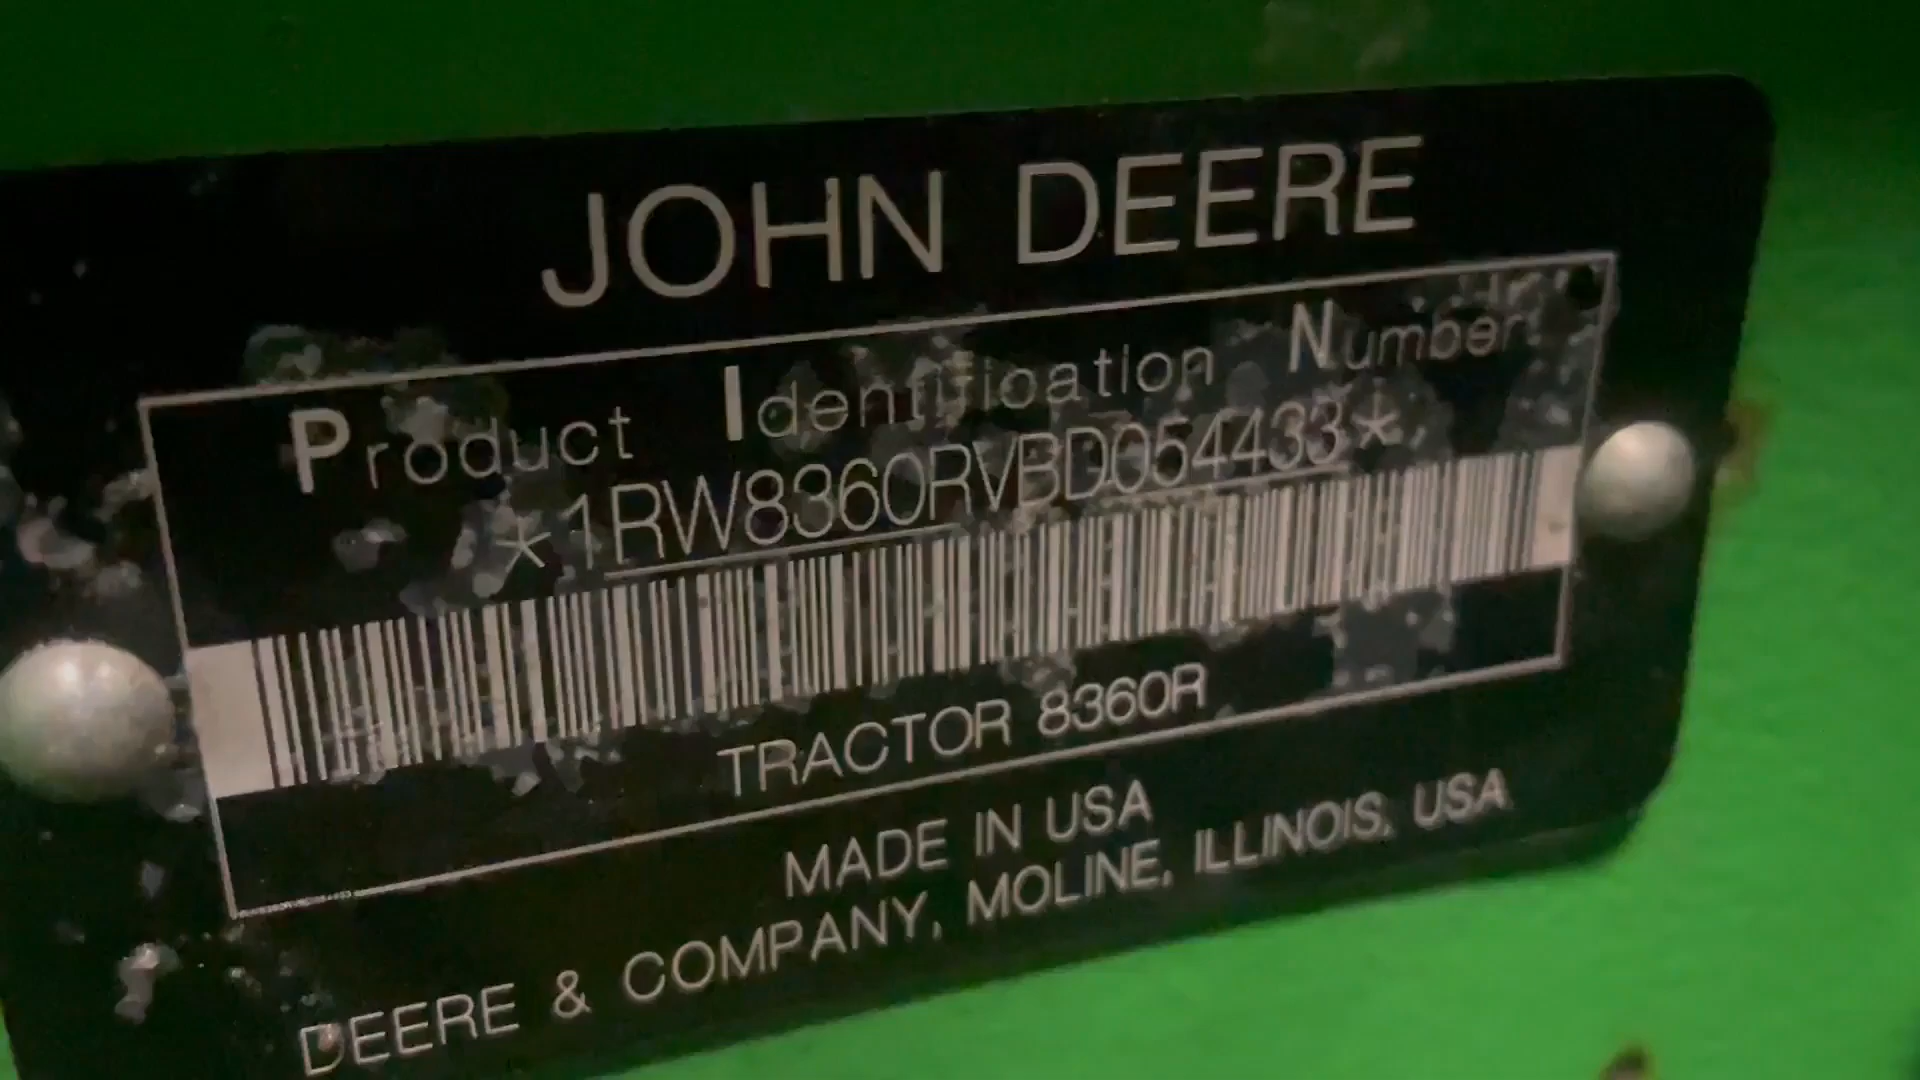 JOHN DEERE
Product Identification Number
*1RW8360RVBD054433*
TRACTOR 8360R
MADE IN USA
DEERE & COMPANY, MOLINE, ILLINOIS, USA